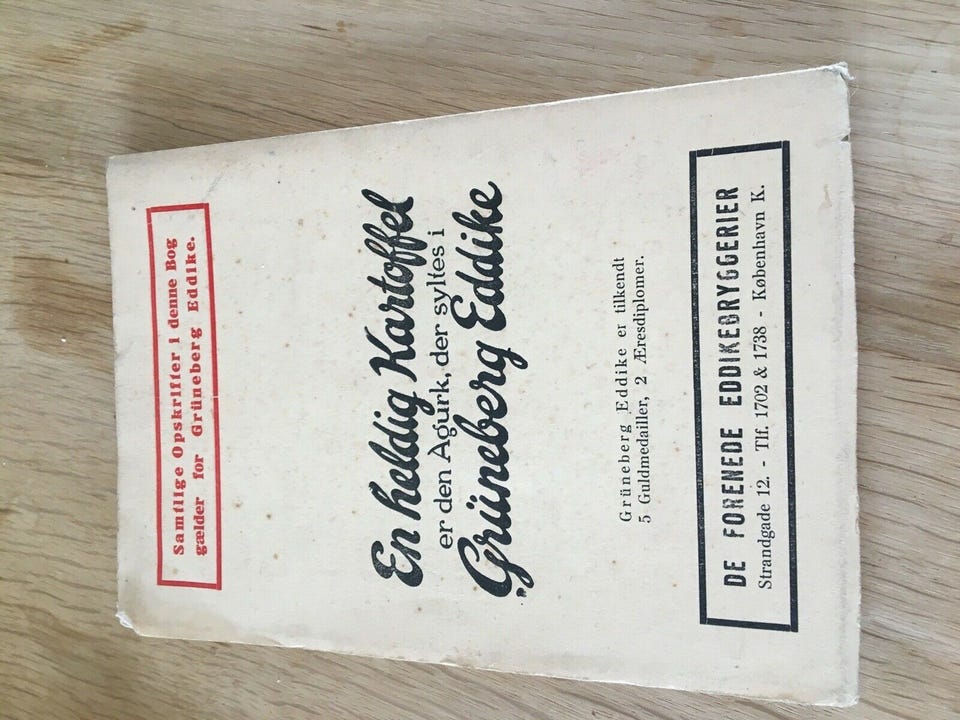 Samtlige Opskrifter i denne Bog
gælder for Grüneberg Eddike.
En heldig Kartoffel
er den Agurk, der syltes i
"Grüneberg Eddike
Grüneberg Eddike er tilkendt
5 Guldmedailler, 2 Æresdiplomer.
DE FORENEDE EDDIKEBRYGGERIER
Strandgade 12. - Tlf. 1702 & 1738 - København K.